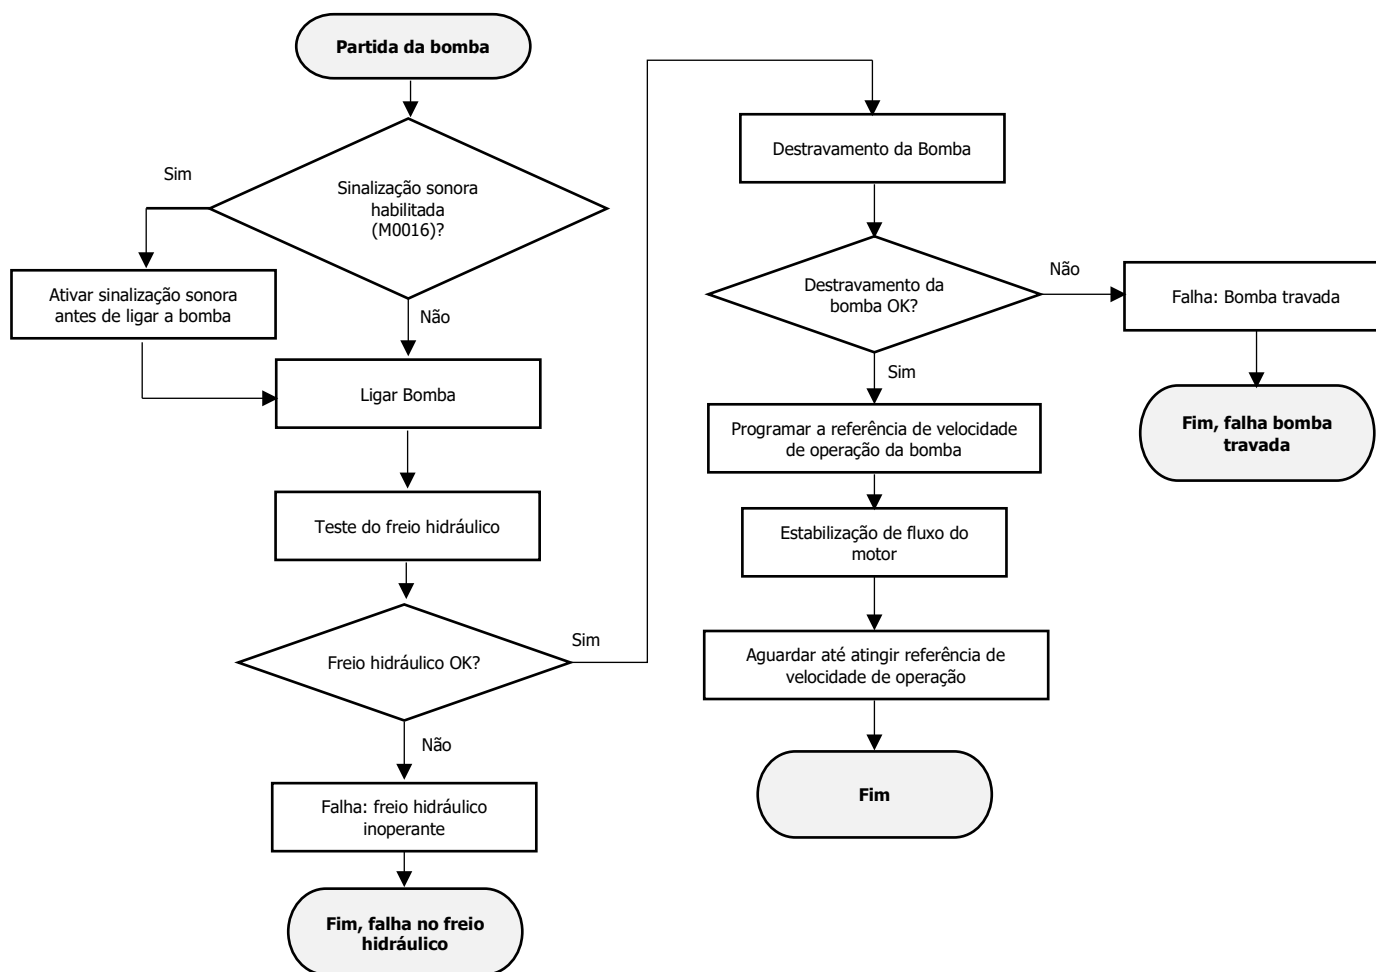 Partida da bomba
Sinalização sonora
habilitada
(M0016)?
Sim
Ativar sinalização sonora
antes de ligar a bomba
Não
Ligar Bomba
Teste do freio hidráulico
Freio hidráulico OK?
Sim
Não
Falha: freio hidráulico
inoperante
Fim, falha no freio
hidráulico
Destravamento da Bomba
Destravamento da
bomba OK?
Não
Falha: Bomba travada
Fim, falha bomba
travada
Sim
Programar a referência de velocidade
de operação da bomba
Estabilização de fluxo do
motor
Aguardar até atingir referência de
velocidade de operação
Fim